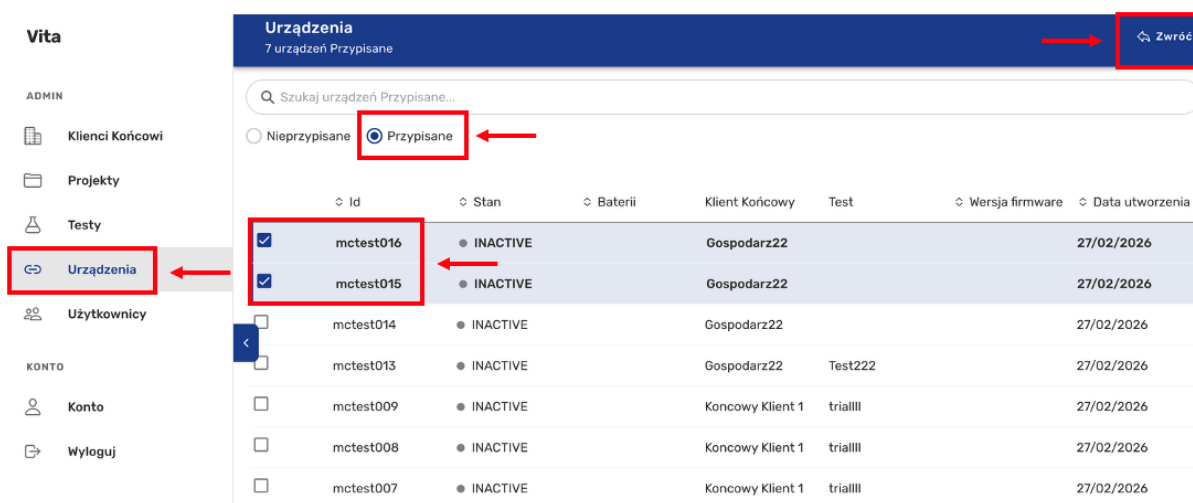 Vita
ADMIN
Klienci Końcowi
Projekty
Testy
Urządzenia
Użytkownicy
KONTO
Konto
Wyloguj
Urządzenia
7 urządzeń Przypisane
Zwróć
Szukaj urządzeń Przypisane...
Nieprzypisane Przypisane
Id Stan Baterii Klient Końcowy Test Wersja firmware Data utworzenia
mctest016 INACTIVE Gospodarz22 27/02/2026
mctest015 INACTIVE Gospodarz22 27/02/2026
mctest014 INACTIVE Gospodarz22 27/02/2026
mctest013 INACTIVE Gospodarz22 Test222 27/02/2026
mctest009 INACTIVE Koncowy Klient 1 triallll 27/02/2026
mctest008 INACTIVE Koncowy Klient 1 triallll 27/02/2026
mctest007 INACTIVE Koncowy Klient 1 triallll 27/02/2026